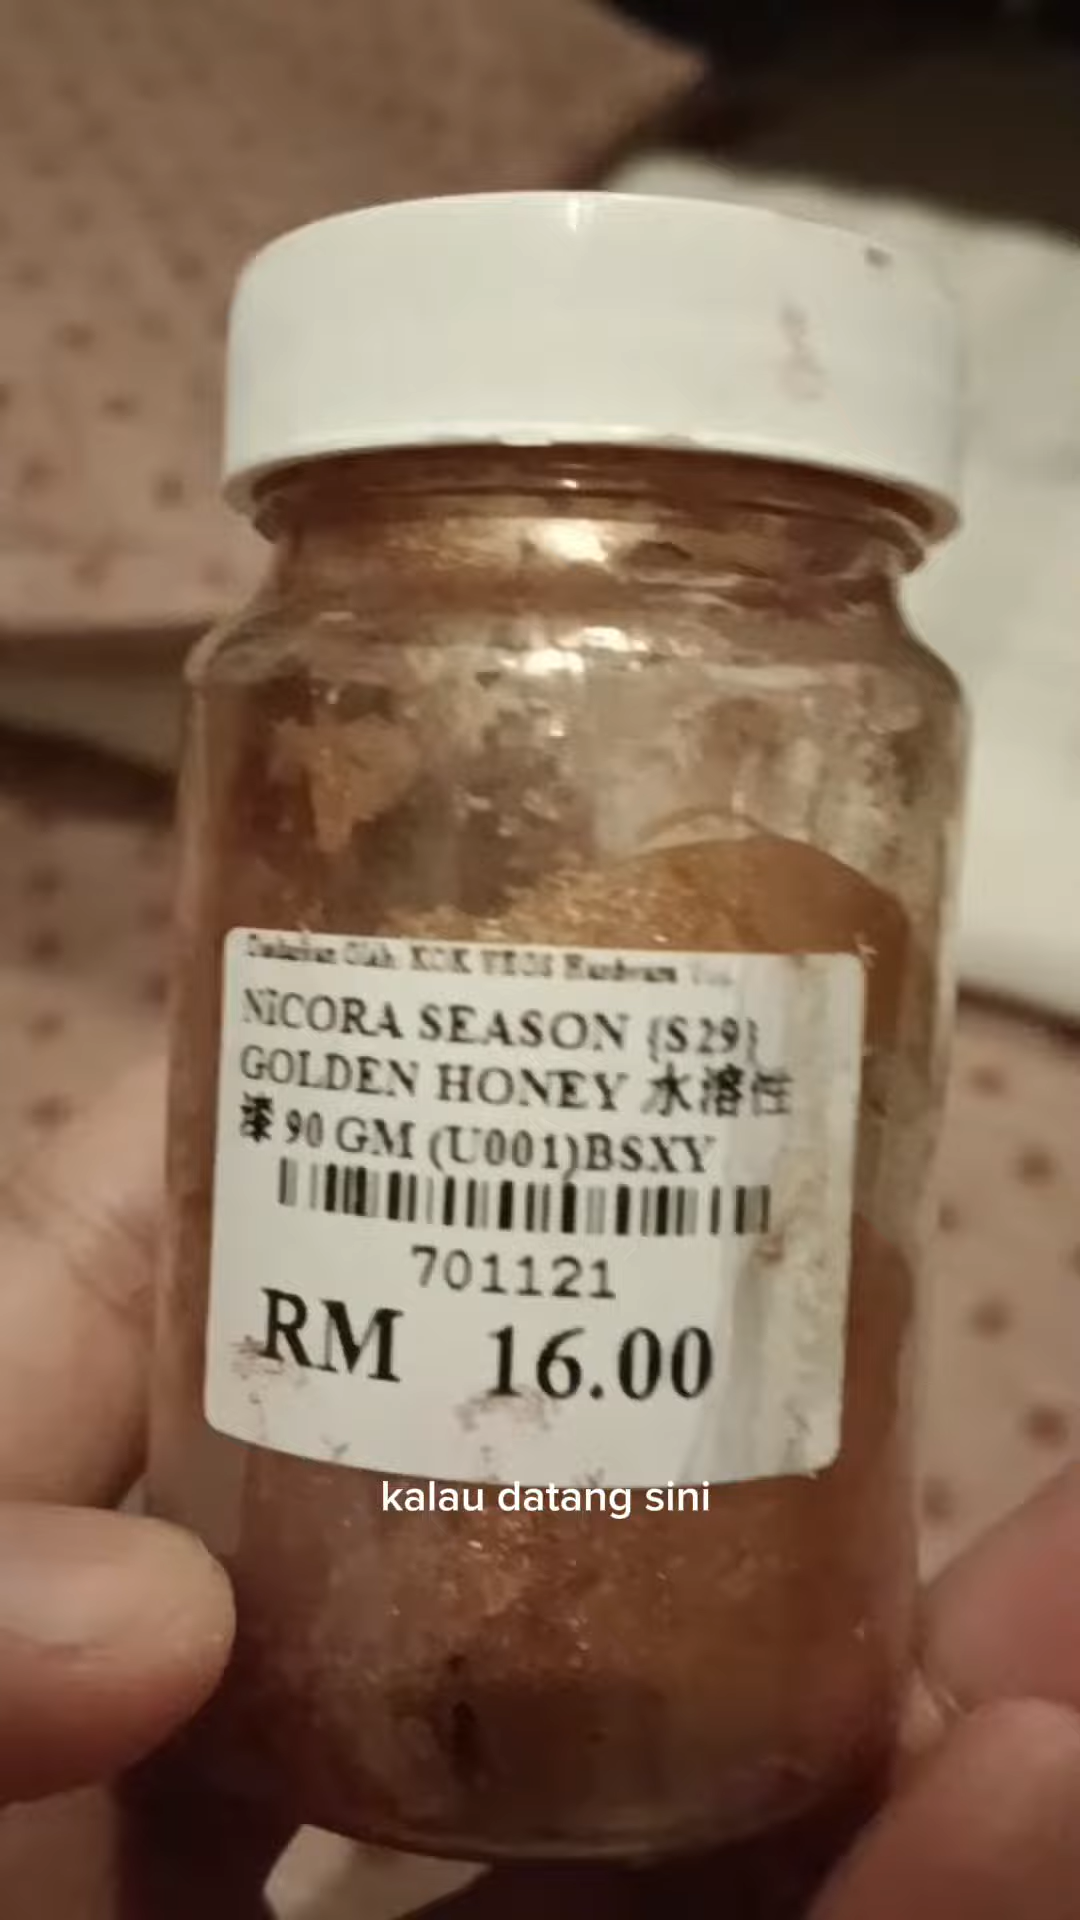 KOK
NiCORA SEASON {S29}
GOLDEN HONEY 水溶性
漆 90 GM (U001)BSXY
701121
RM 16.00
kalau datang sini